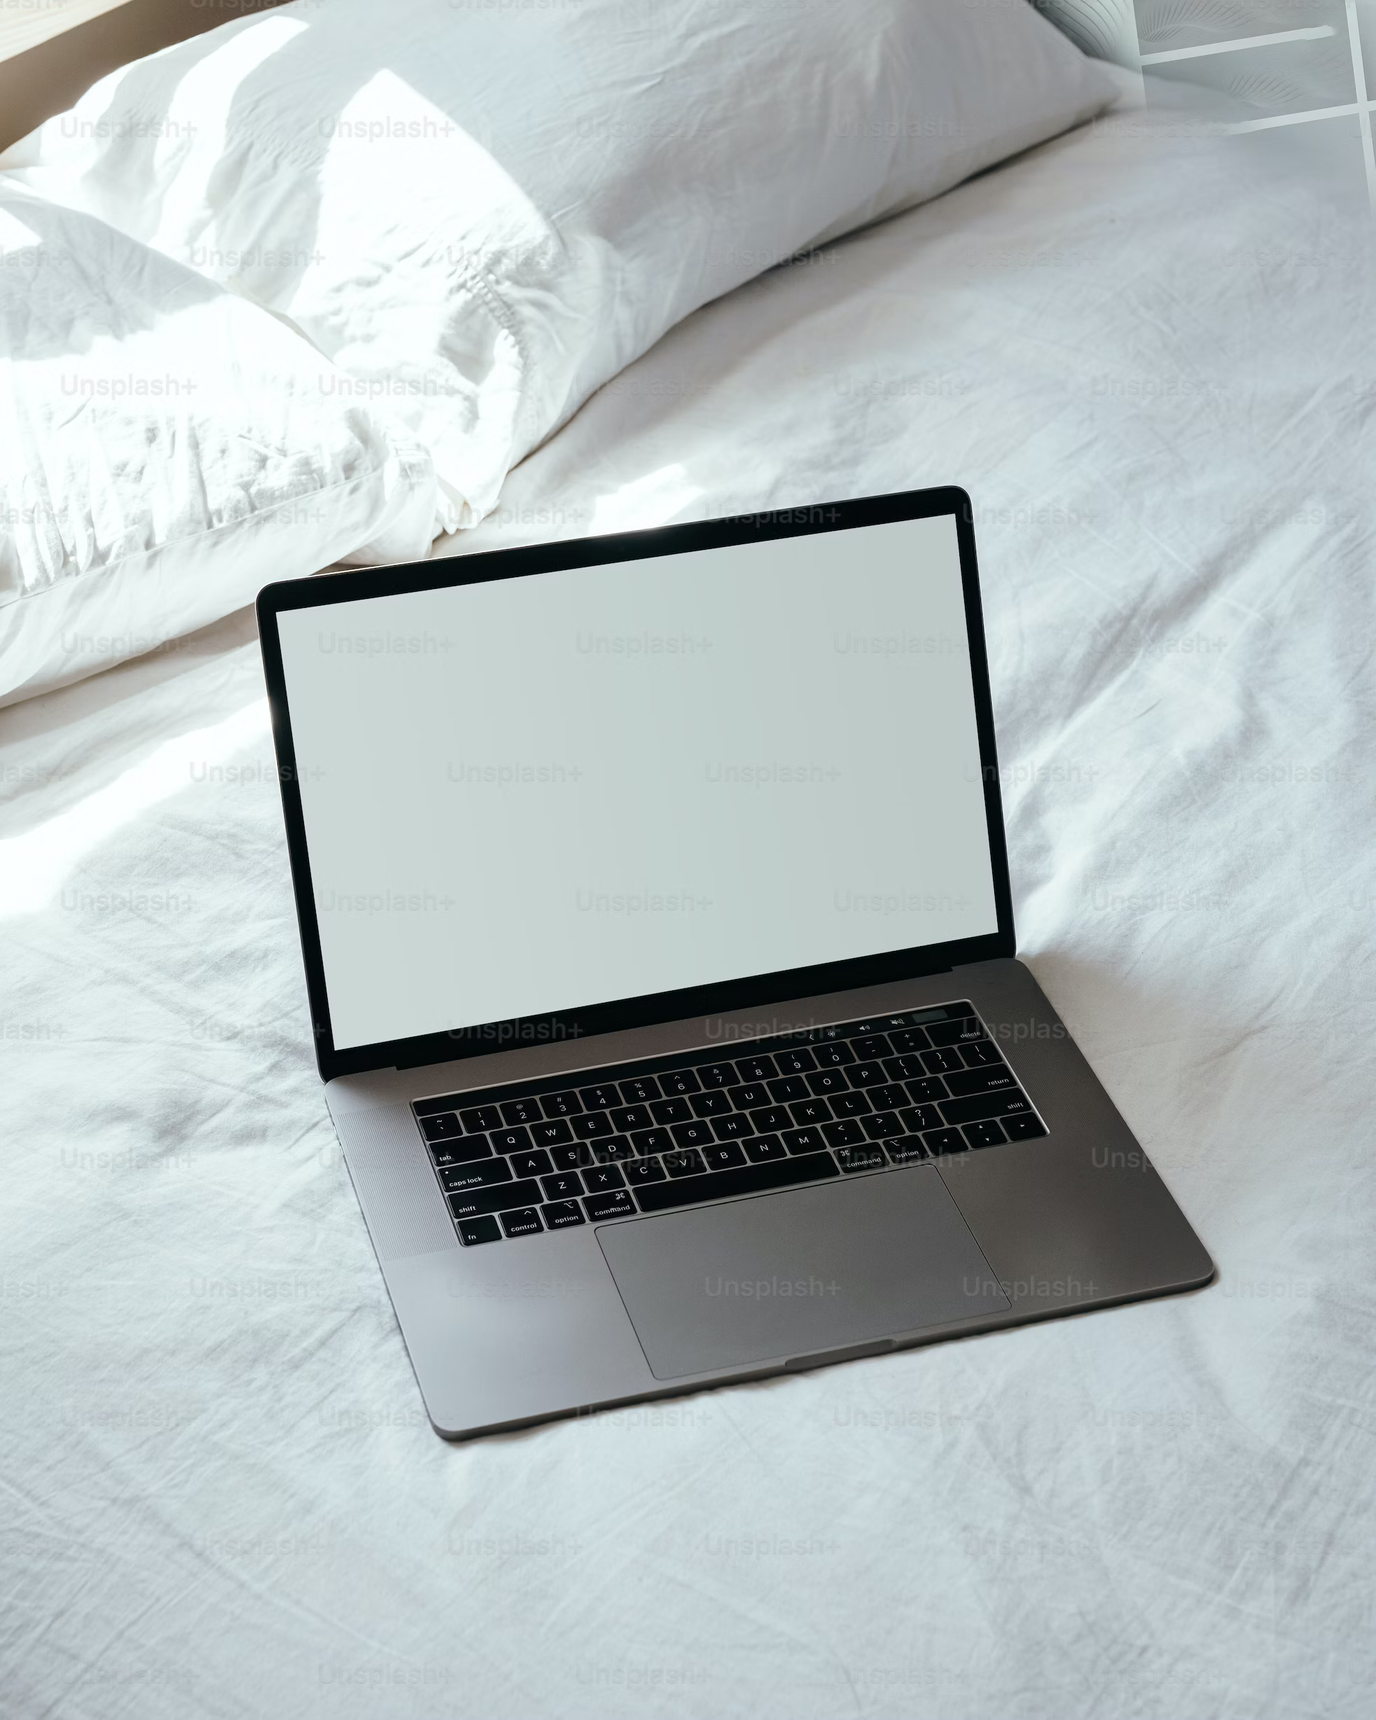 Unsplash+
delete
tab
Q W E R T Y U I O P
return
caps lock
A S D F G H J K L
shift
Z X C V B N M
shift
fn
control
option
command
command
option